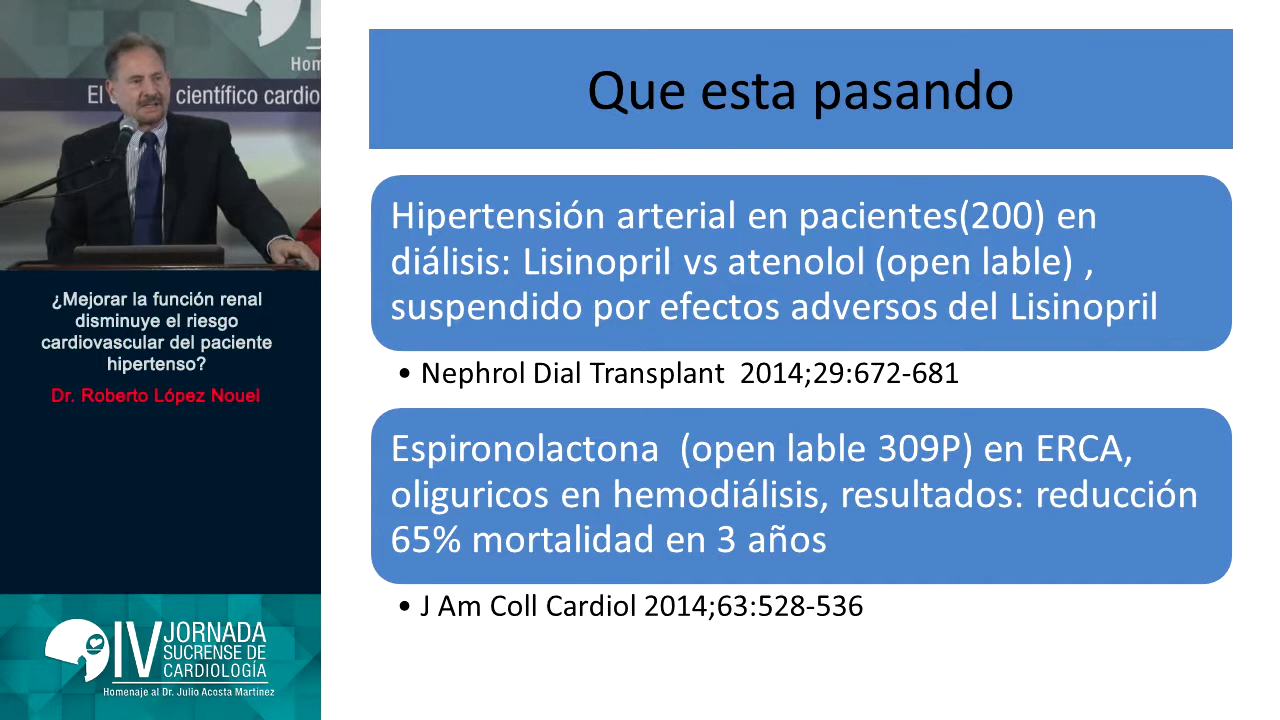 Hom
El científico cardio
¿Mejorar la función renal
disminuye el riesgo
cardiovascular del paciente
hipertenso?
Dr. Roberto López Nouel
IV JORNADA
SUCRENSE DE
CARDIOLOGÍA
Homenaje al Dr. Julio Acosta Martínez
Que esta pasando
Hipertensión arterial en pacientes(200) en
diálisis: Lisinopril vs atenolol (open lable) ,
suspendido por efectos adversos del Lisinopril
• Nephrol Dial Transplant 2014;29:672-681
Espironolactona (open lable 309P) en ERCA,
oliguricos en hemodiálisis, resultados: reducción
65% mortalidad en 3 años
• J Am Coll Cardiol 2014;63:528-536